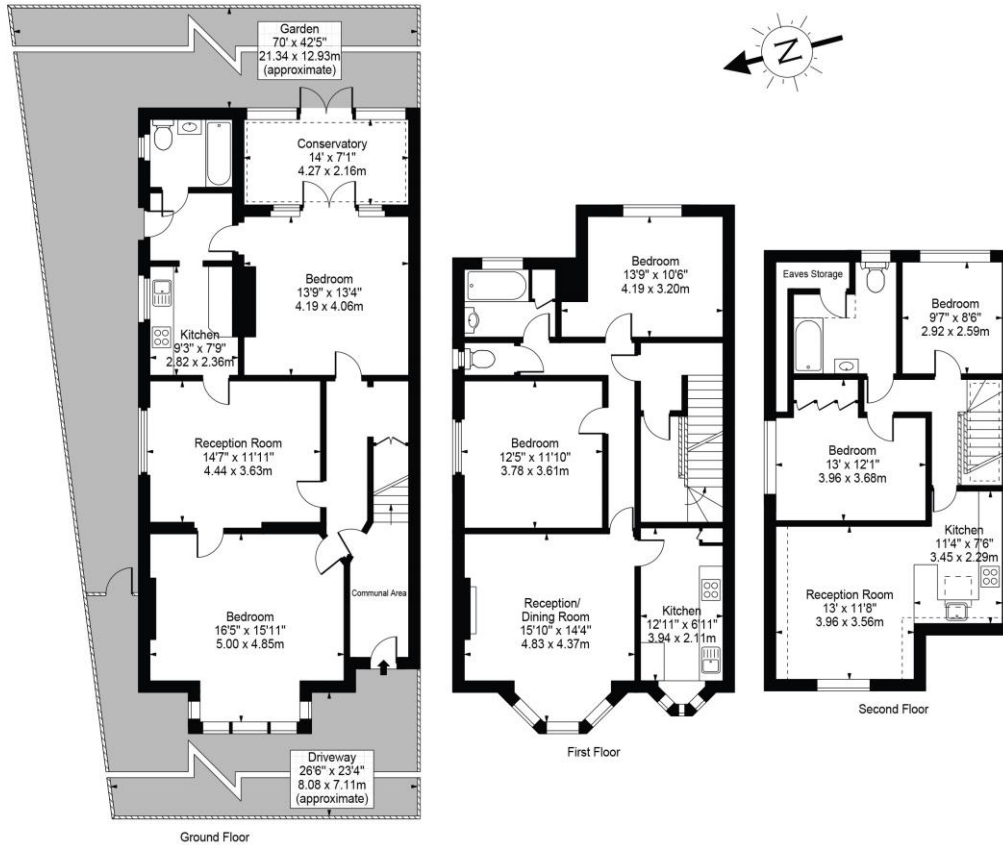 Garden
70' x 42'5"
21.34 x 12.93m
(approximate)
N
Conservatory
14' x 7'1"
4.27 x 2.16m
Bedroom
13'9" x 13'4"
4.19 x 4.06m
Kitchen
9'3" x 7'9"
2.82 x 2.36m
Reception Room
14'7" x 11'11"
4.44 x 3.63m
Bedroom
16'5" x 15'11"
5.00 x 4.85m
Communal Area
Driveway
26'6" x 23'4"
8.08 x 7.11m
(approximate)
Ground Floor
Bedroom
13'9" x 10'6"
4.19 x 3.20m
Bedroom
12'5" x 11'10"
3.78 x 3.61m
Reception/
Dining Room
15'10" x 14'4"
4.83 x 4.37m
Kitchen
12'11" x 6'11"
3.94 x 2.11m
First Floor
Eaves Storage
Bedroom
9'7" x 8'6"
2.92 x 2.59m
Bedroom
13' x 12'1"
3.96 x 3.68m
Kitchen
11'4" x 7'6"
3.45 x 2.29m
Reception Room
13' x 11'8"
3.96 x 3.56m
Second Floor